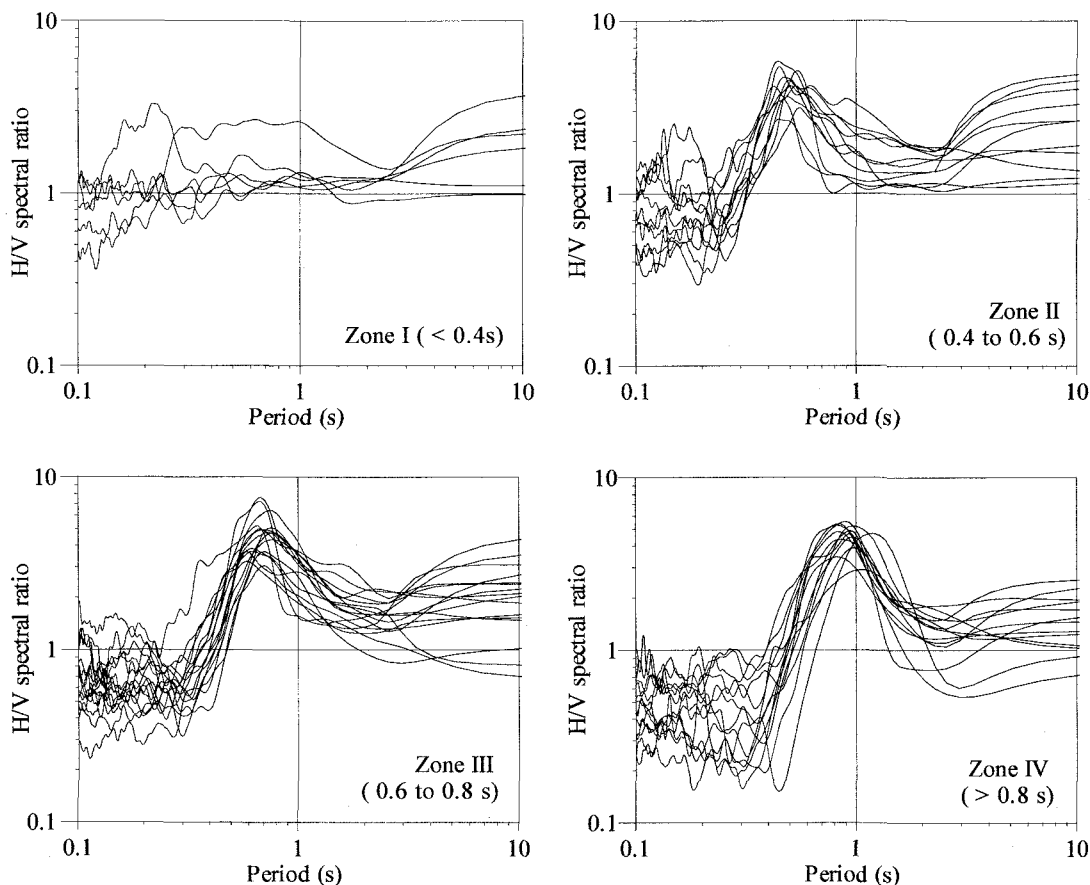 10
H/V spectral ratio
1
Zone I ( < 0.4s)
0.1
0.1 1 10
Period (s)
10
H/V spectral ratio
1
Zone II
( 0.4 to 0.6 s)
0.1
0.1 1 10
Period (s)
10
H/V spectral ratio
1
Zone III
( 0.6 to 0.8 s)
0.1
0.1 1 10
Period (s)
10
H/V spectral ratio
1
Zone IV
( > 0.8 s)
0.1
0.1 1 10
Period (s)